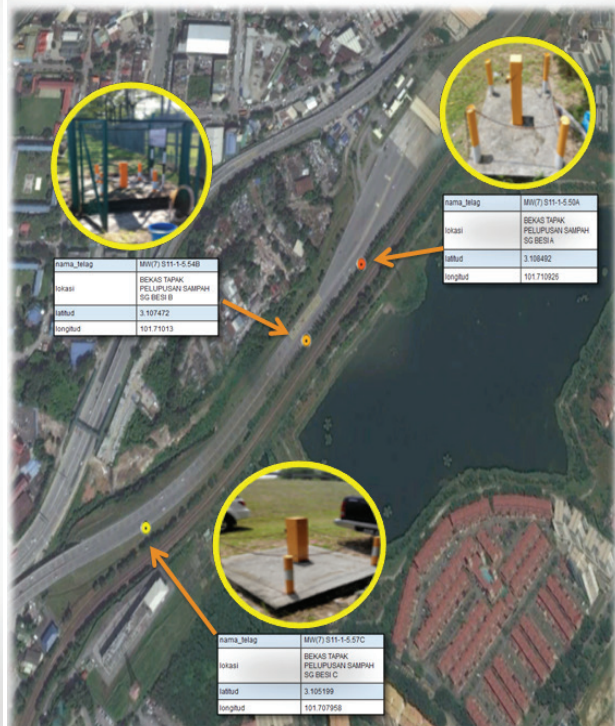 nama_telag MW(7) S11-1-5.50A
lokasi BEKAS TAPAK
PELUPUSAN SAMPAH
SG BESI A
latitud 3.108492
longitud 101.710926
nama_telag MW(7) S11-1-5.54B
lokasi BEKAS TAPAK
PELUPUSAN SAMPAH
SG BESI B
latitud 3.107472
longitud 101.71013
nama_telag MW(7) S11-1-5.57C
lokasi BEKAS TAPAK
PELUPUSAN SAMPAH
SG BESI C
latitud 3.105199
longitud 101.707958